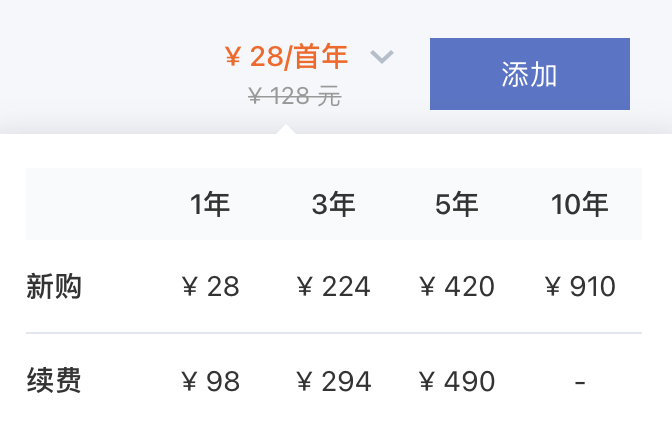 ¥ 28/首年
添加
¥ 128 元
1年 3年 5年 10年
新购 ¥ 28 ¥ 224 ¥ 420 ¥ 910
续费 ¥ 98 ¥ 294 ¥ 490 -